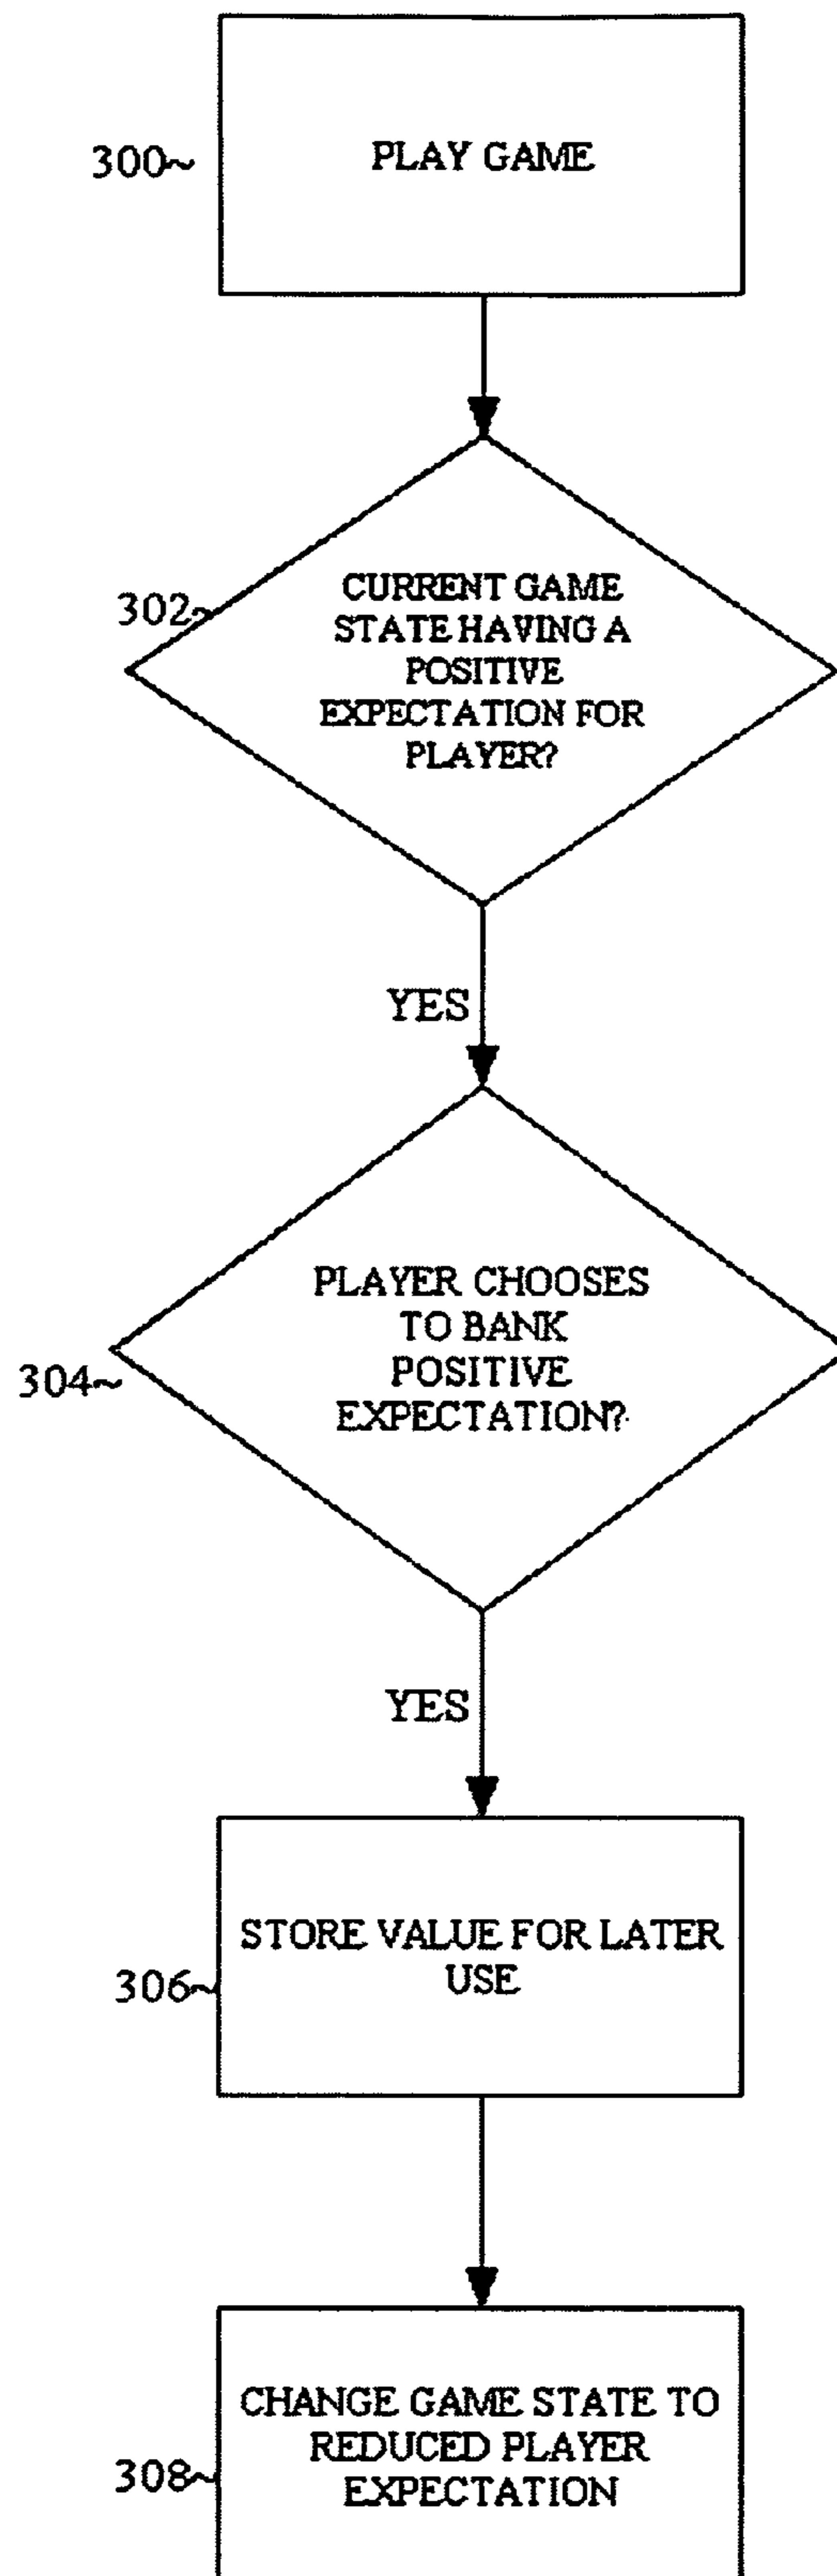 300~
PLAY GAME
302~
CURRENT GAME
STATE HAVING A
POSITIVE
EXPECTATION FOR
PLAYER?
YES
304~
PLAYER CHOOSES
TO BANK
POSITIVE
EXPECTATION?
YES
306~
STORE VALUE FOR LATER
USE
308~
CHANGE GAME STATE TO
REDUCED PLAYER
EXPECTATION